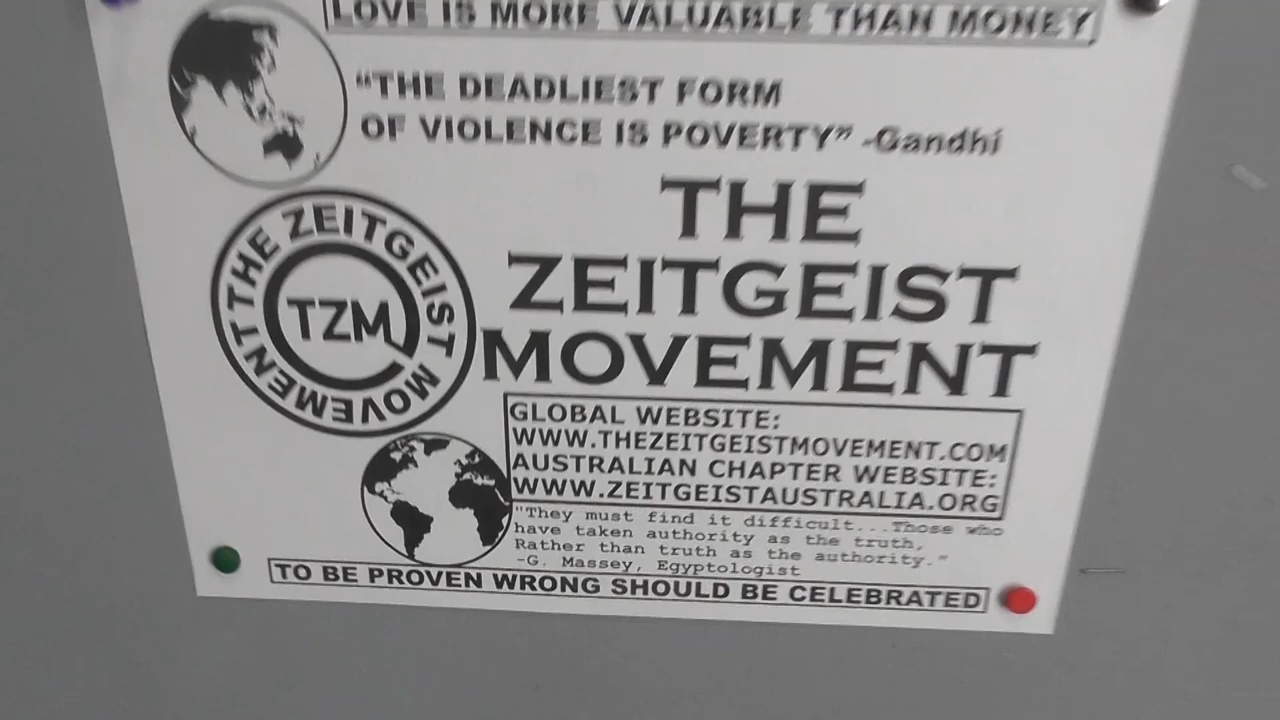 LOVE IS MORE VALUABLE THAN MONEY
“THE DEADLIEST FORM
OF VIOLENCE IS POVERTY” -Gandhi
THE ZEITGEIST MOVEMENT
TZM
THE
ZEITGEIST
MOVEMENT
GLOBAL WEBSITE:
WWW.THEZEITGEISTMOVEMENT.COM
AUSTRALIAN CHAPTER WEBSITE:
WWW.ZEITGEISTAUSTRALIA.ORG
"They must find it difficult...Those who
have taken authority as the truth,
Rather than truth as the authority."
-G. Massey, Egyptologist
TO BE PROVEN WRONG SHOULD BE CELEBRATED